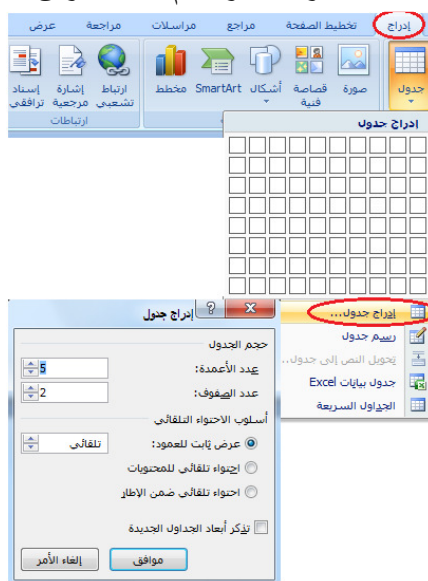 إدراج تخطيط الصفحة مراجع مراسلات مراجعة عرض
جدول صورة قصاصة فنية أشكال SmartArt مخطط ارتباط تشعبي إشارة مرجعية إسناد ترافقي
ارتباطات
إدراج جدول
إدراج جدول...
رسم جدول
تحويل النص إلى جدول...
جدول بيانات Excel
الجداول السريعة
إدراج جدول ? X
حجم الجدول
عدد الأعمدة: 5
عدد الصفوف: 2
أسلوب الاحتواء التلقائي
عرض ثابت للعمود: تلقائي
احتواء تلقائي للمحتويات
احتواء تلقائي ضمن الإطار
تذكر أبعاد الجداول الجديدة
موافق إلغاء الأمر